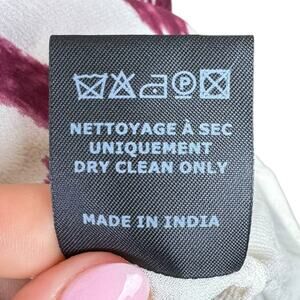 P
NETTOYAGE À SEC
UNIQUEMENT
DRY CLEAN ONLY
MADE IN INDIA